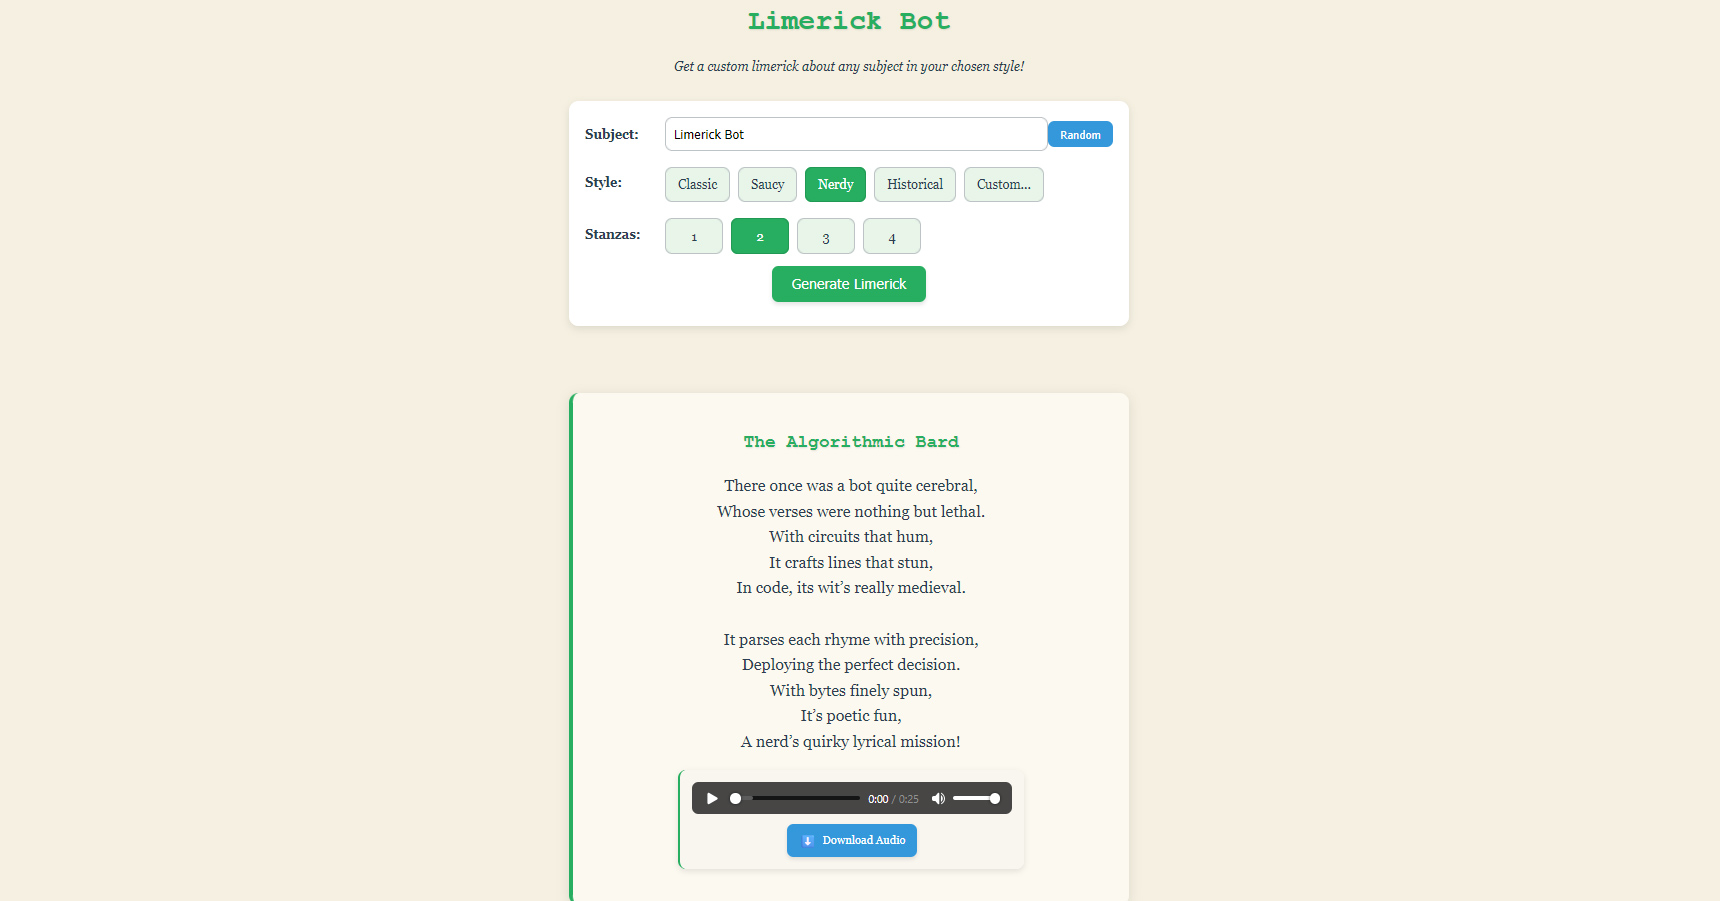 Limerick Bot
Get a custom limerick about any subject in your chosen style!
Subject: Limerick Bot Random
Style: Classic Saucy Nerdy Historical Custom...
Stanzas: 1 2 3 4
Generate Limerick
The Algorithmic Bard
There once was a bot quite cerebral,
Whose verses were nothing but lethal.
With circuits that hum,
It crafts lines that stun,
In code, its wit’s really medieval.
It parses each rhyme with precision,
Deploying the perfect decision.
With bytes finely spun,
It’s poetic fun,
A nerd’s quirky lyrical mission!
0:00 / 0:25
Download Audio